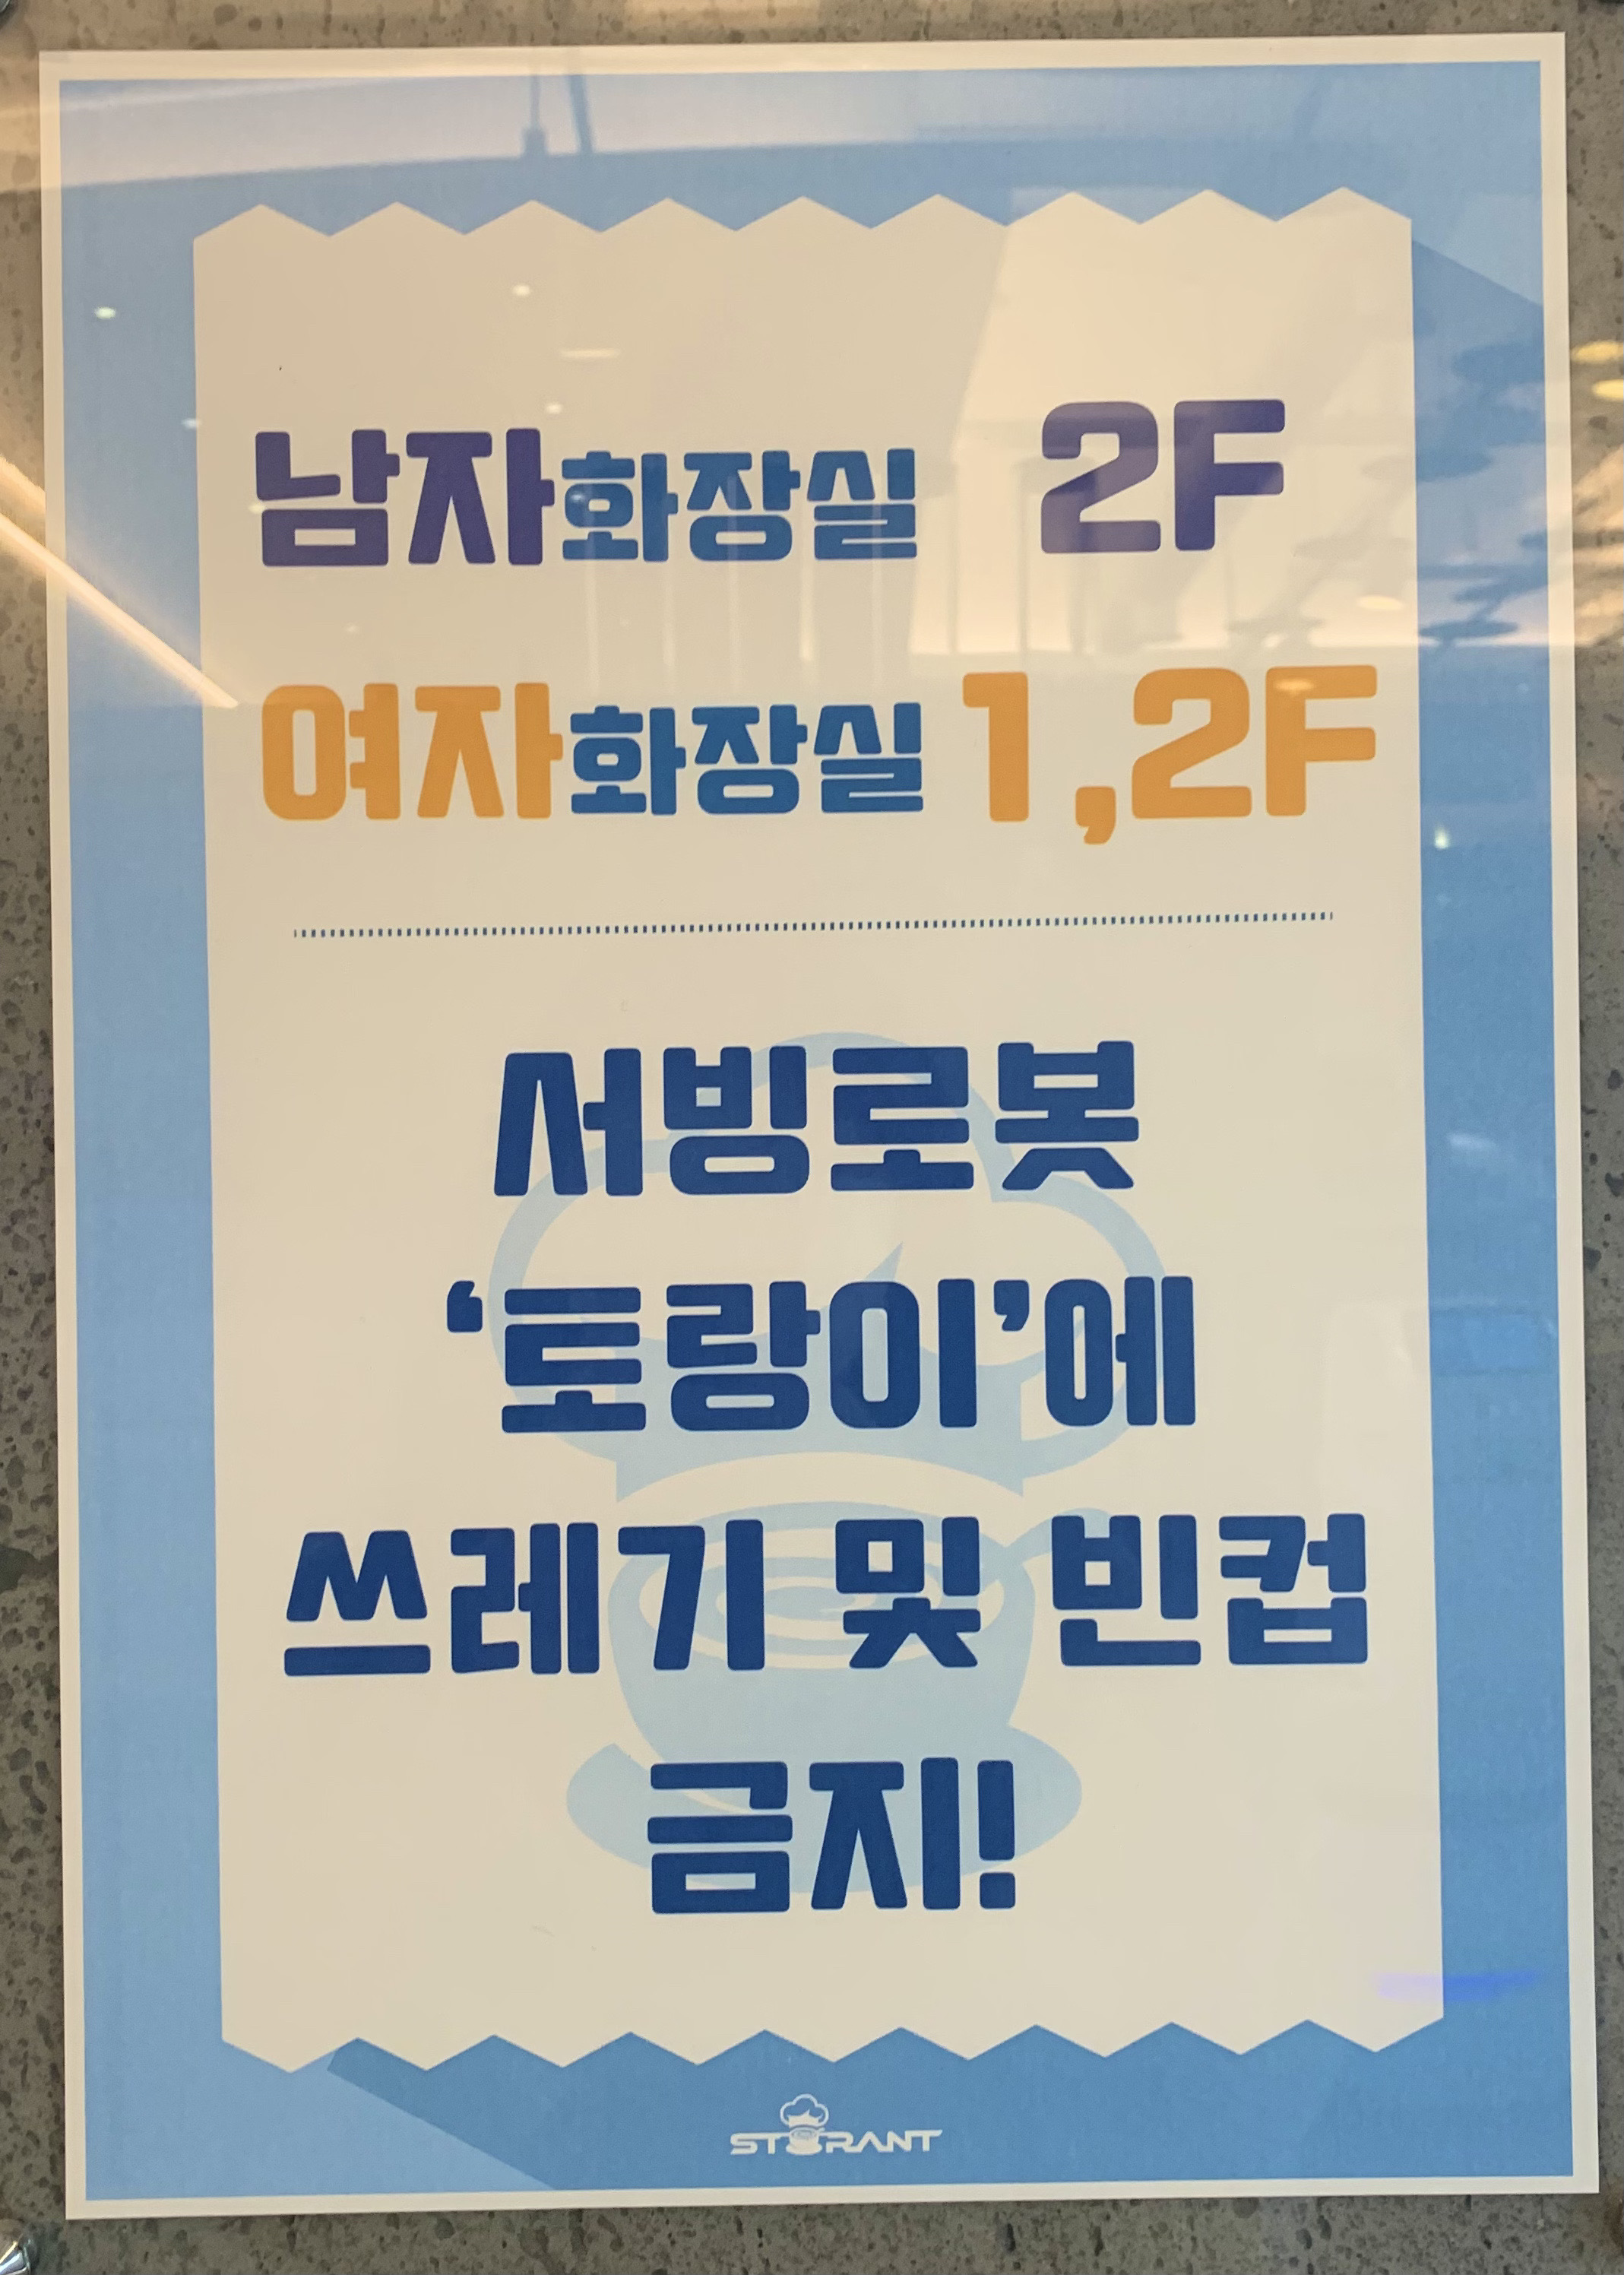 남자화장실 2F
여자화장실 1,2F
서빙로봇
‘토랑이’에
쓰레기 및 빈컵
금지!
STORANT